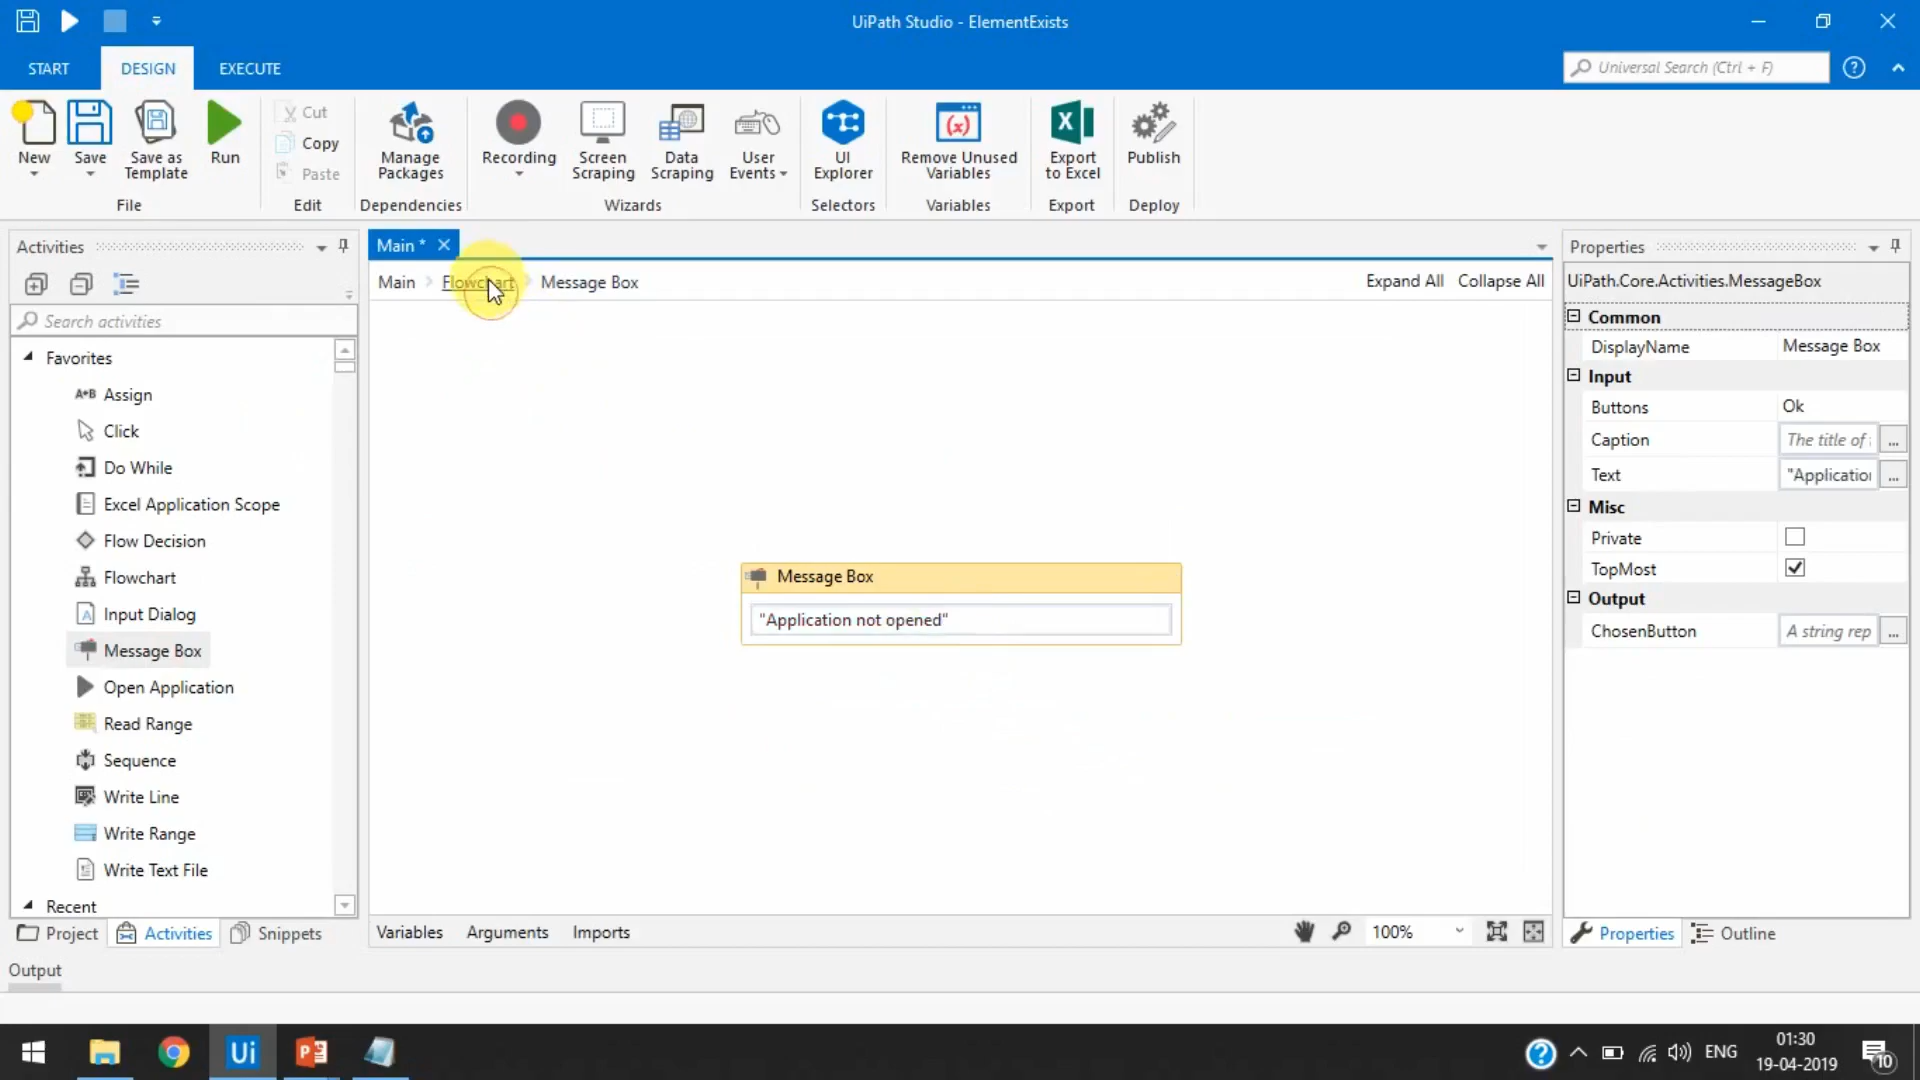 UiPath Studio - ElementExists
START
DESIGN
EXECUTE
Universal Search (Ctrl + F)
New
Save
Save as Template
Run
Cut
Copy
Paste
Manage Packages
Recording
Screen Scraping
Data Scraping
User Events
UI Explorer
Remove Unused Variables
Export to Excel
Publish
File
Edit
Dependencies
Wizards
Selectors
Variables
Export
Deploy
Activities
Main *
Properties
Main
Flowchart
Message Box
Expand All
Collapse All
UiPath.Core.Activities.MessageBox
Search activities
Favorites
Assign
Click
Do While
Excel Application Scope
Flow Decision
Flowchart
Input Dialog
Message Box
Open Application
Read Range
Sequence
Write Line
Write Range
Write Text File
Recent
Message Box
"Application not opened"
Common
DisplayName Message Box
Input
Buttons Ok
Caption The title of
Text "Application
Misc
Private
TopMost
Output
ChosenButton A string rep
Project
Activities
Snippets
Variables
Arguments
Imports
100%
Properties
Outline
Output
Ui
ENG
01:30
19-04-2019
10